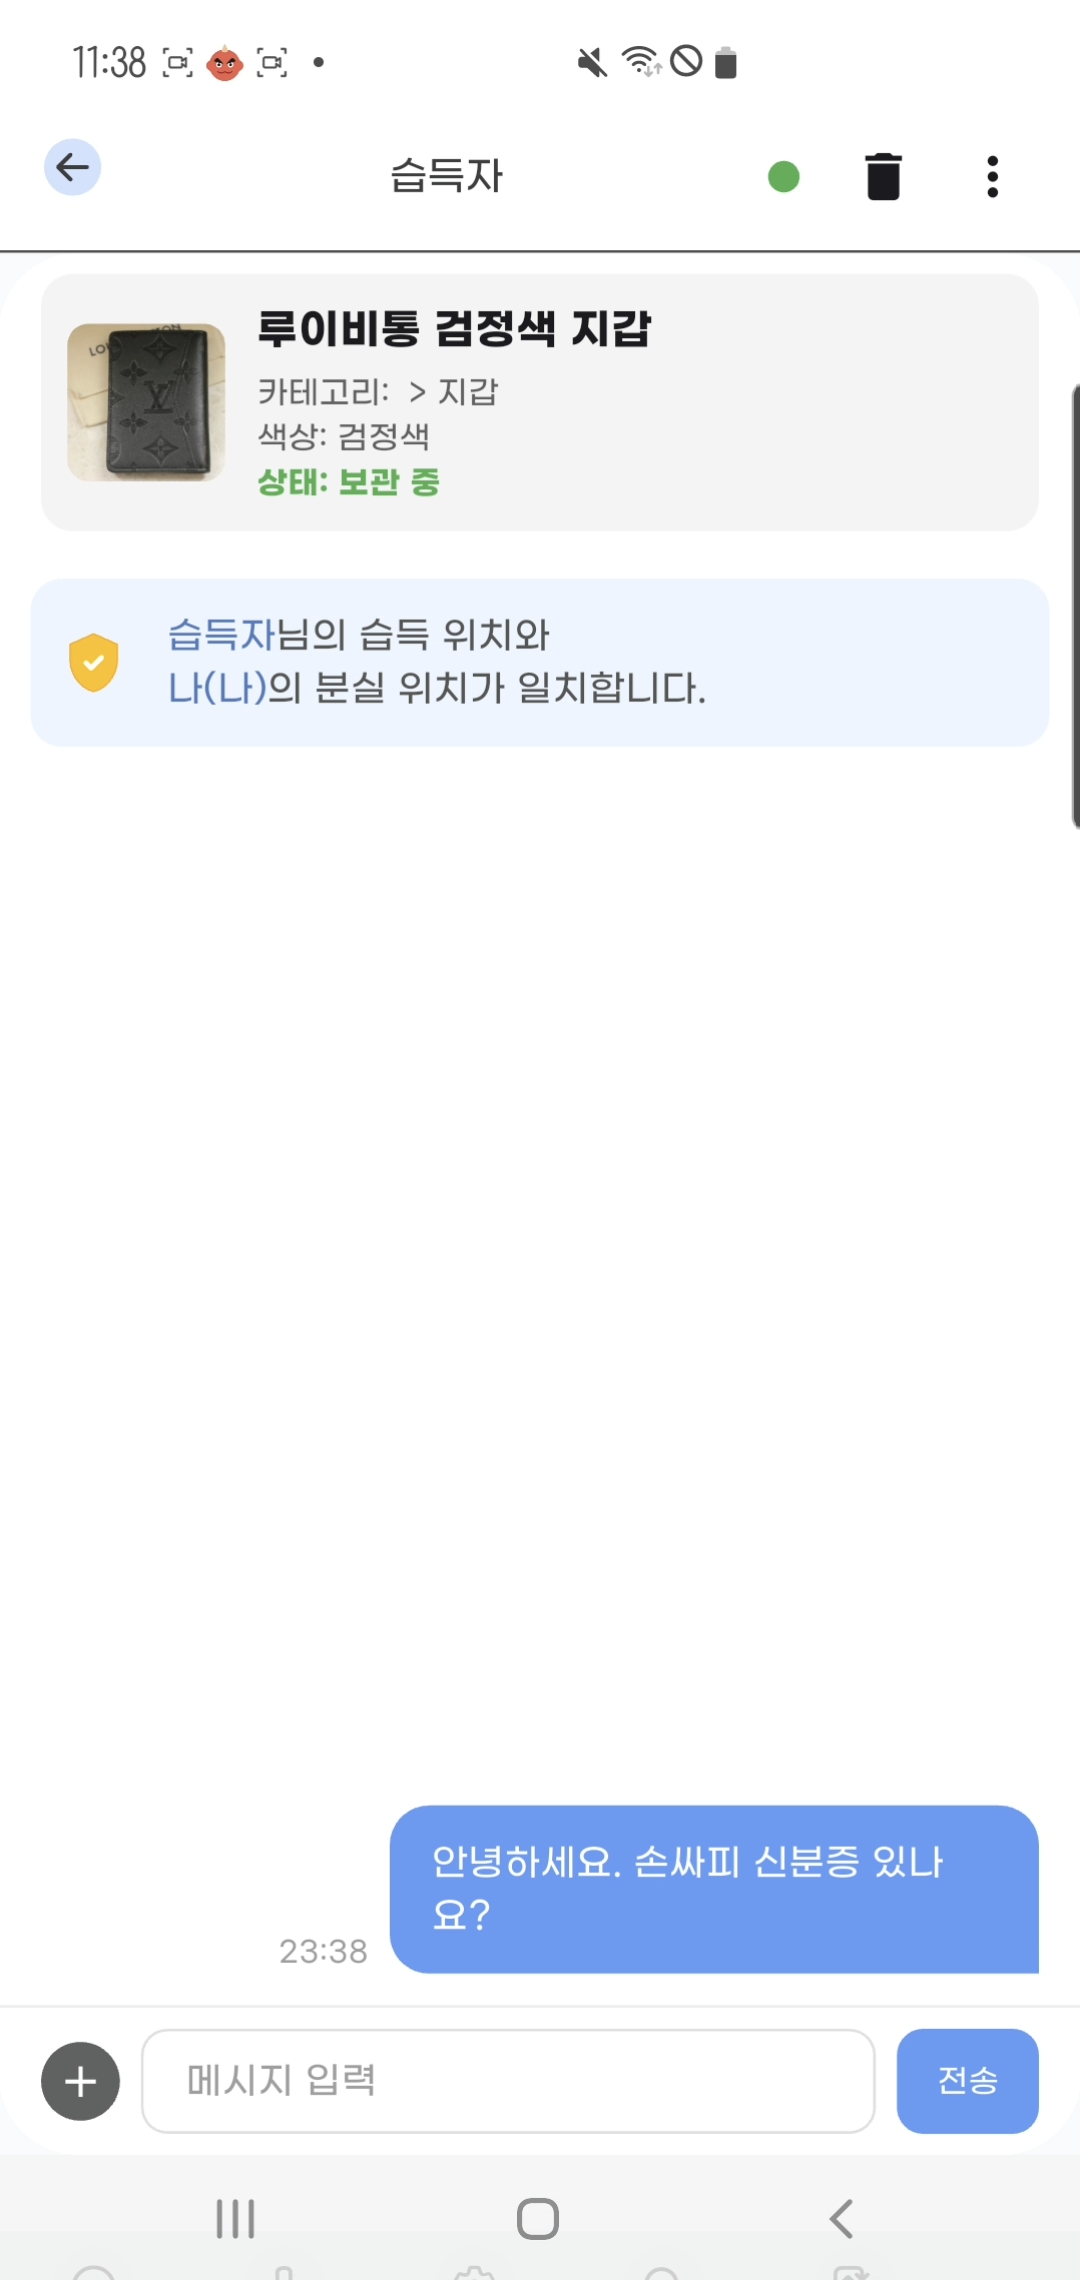 11:38
습득자
루이비통 검정색 지갑
카테고리:  > 지갑
색상: 검정색
상태: 보관 중
습득자님의 습득 위치와
나(나)의 분실 위치가 일치합니다.
안녕하세요. 손싸피 신분증 있나
요?
23:38
메시지 입력
전송